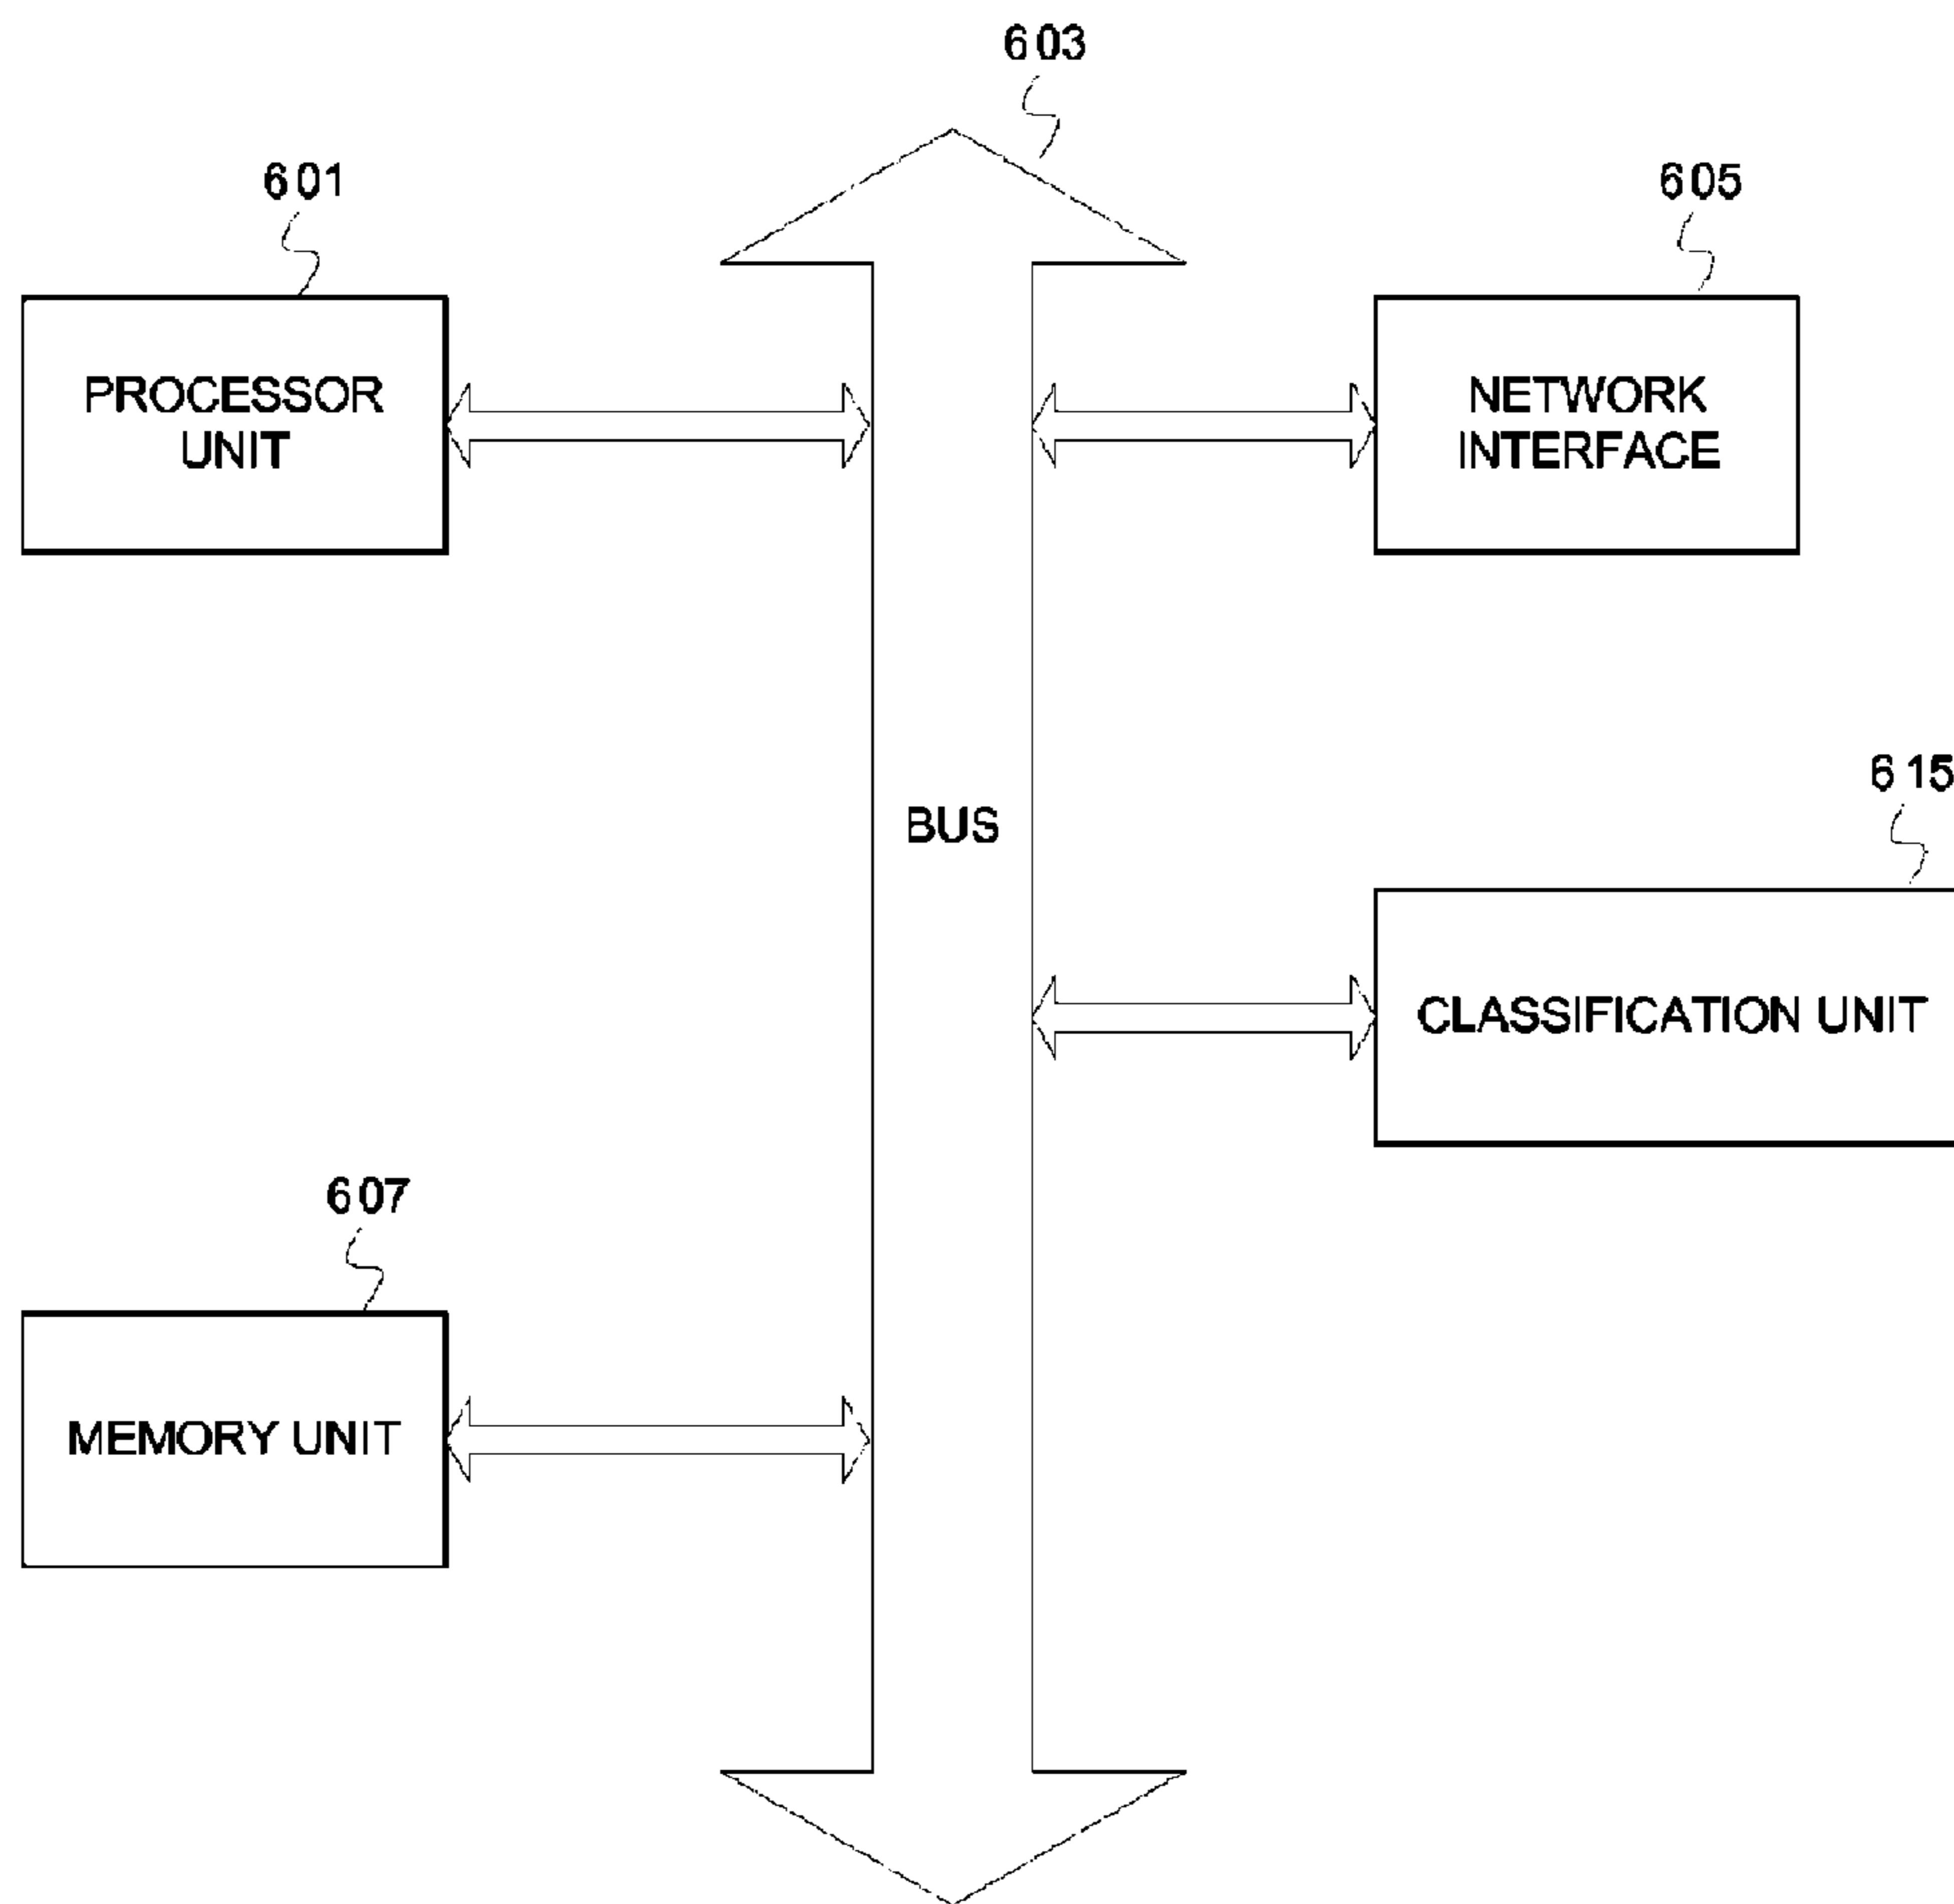 603
601
605
PROCESSOR
UNIT
NETWORK
INTERFACE
615
BUS
CLASSIFICATION UNIT
607
MEMORY UNIT